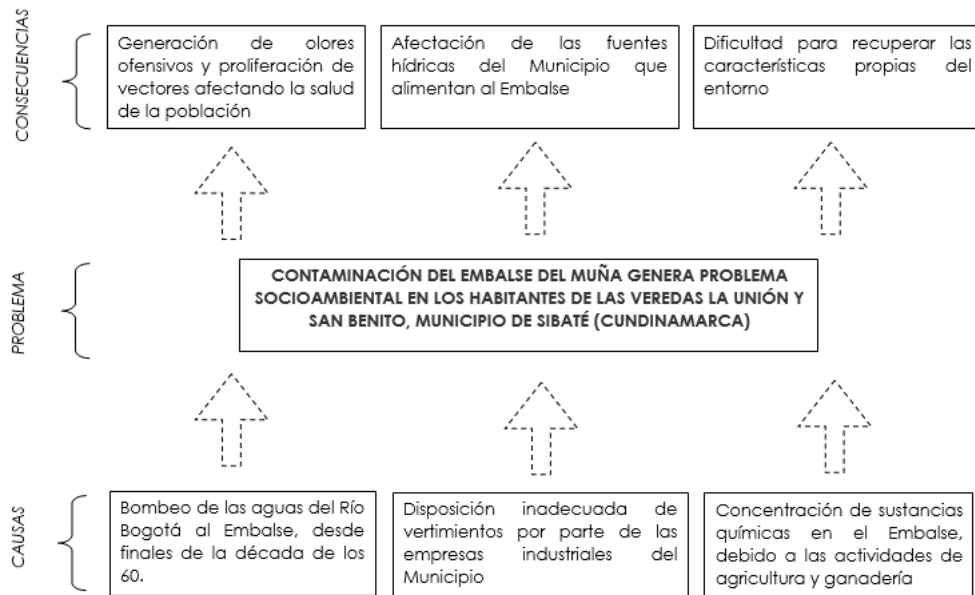 CONSECUENCIAS
Generación de olores
ofensivos y proliferación de
vectores afectando la salud
de la población
Afectación de las fuentes
hídricas del Municipio que
alimentan al Embalse
Dificultad para recuperar las
características propias del
entorno
PROBLEMA
CONTAMINACIÓN DEL EMBALSE DEL MUÑA GENERA PROBLEMA
SOCIOAMBIENTAL EN LOS HABITANTES DE LAS VEREDAS LA UNIÓN Y
SAN BENITO, MUNICIPIO DE SIBATÉ (CUNDINAMARCA)
CAUSAS
Bombeo de las aguas del Río
Bogotá al Embalse, desde
finales de la década de los
60.
Disposición inadecuada de
vertimientos por parte de las
empresas industriales del
Municipio
Concentración de sustancias
químicas en el Embalse,
debido a las actividades de
agricultura y ganadería